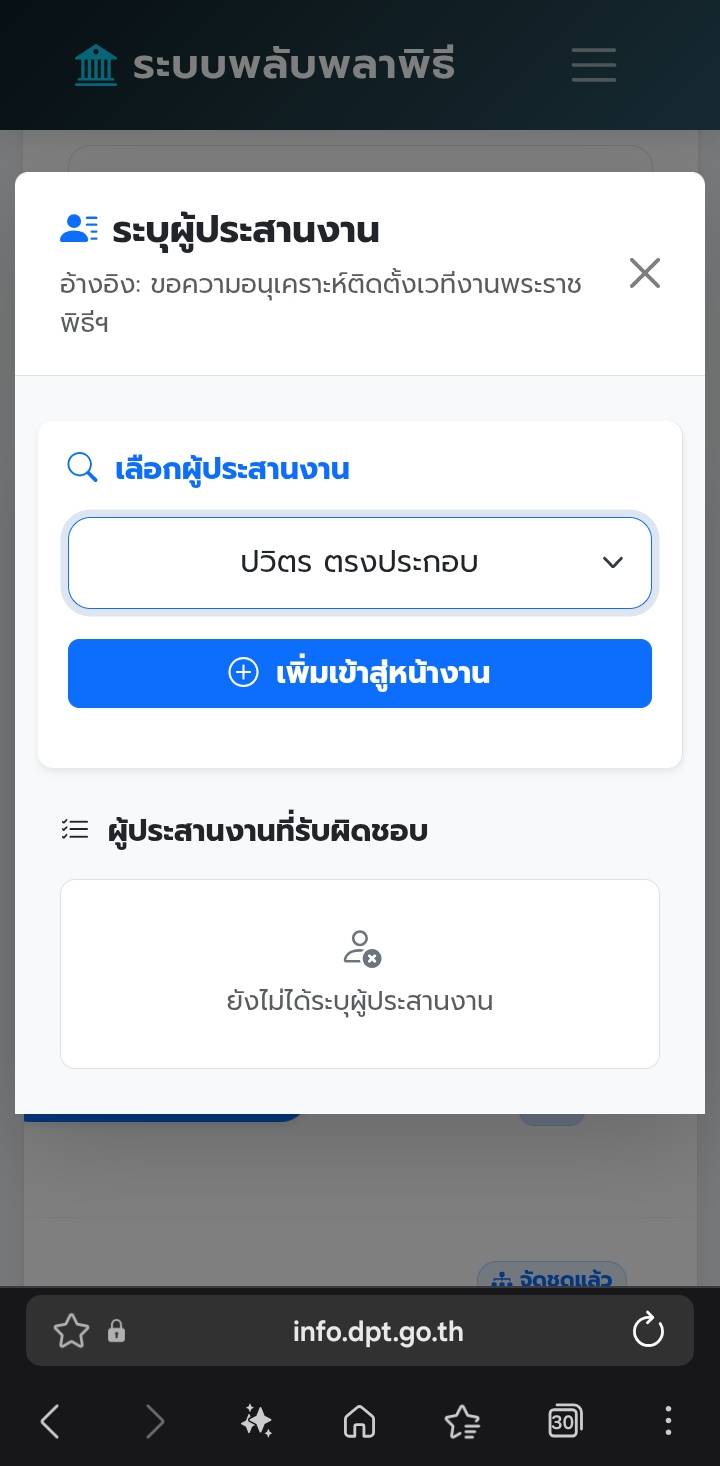 ระบบพลับพลาพิธี
ระบุผู้ประสานงาน
อ้างอิง: ขอความอนุเคราะห์ติดตั้งเวทีงานพระราช
พิธีฯ
เลือกผู้ประสานงาน
ปวิตร ตรงประกอบ
เพิ่มเข้าสู่หน้างาน
ผู้ประสานงานที่รับผิดชอบ
ยังไม่ได้ระบุผู้ประสานงาน
จัดชุดแล้ว
info.dpt.go.th
30